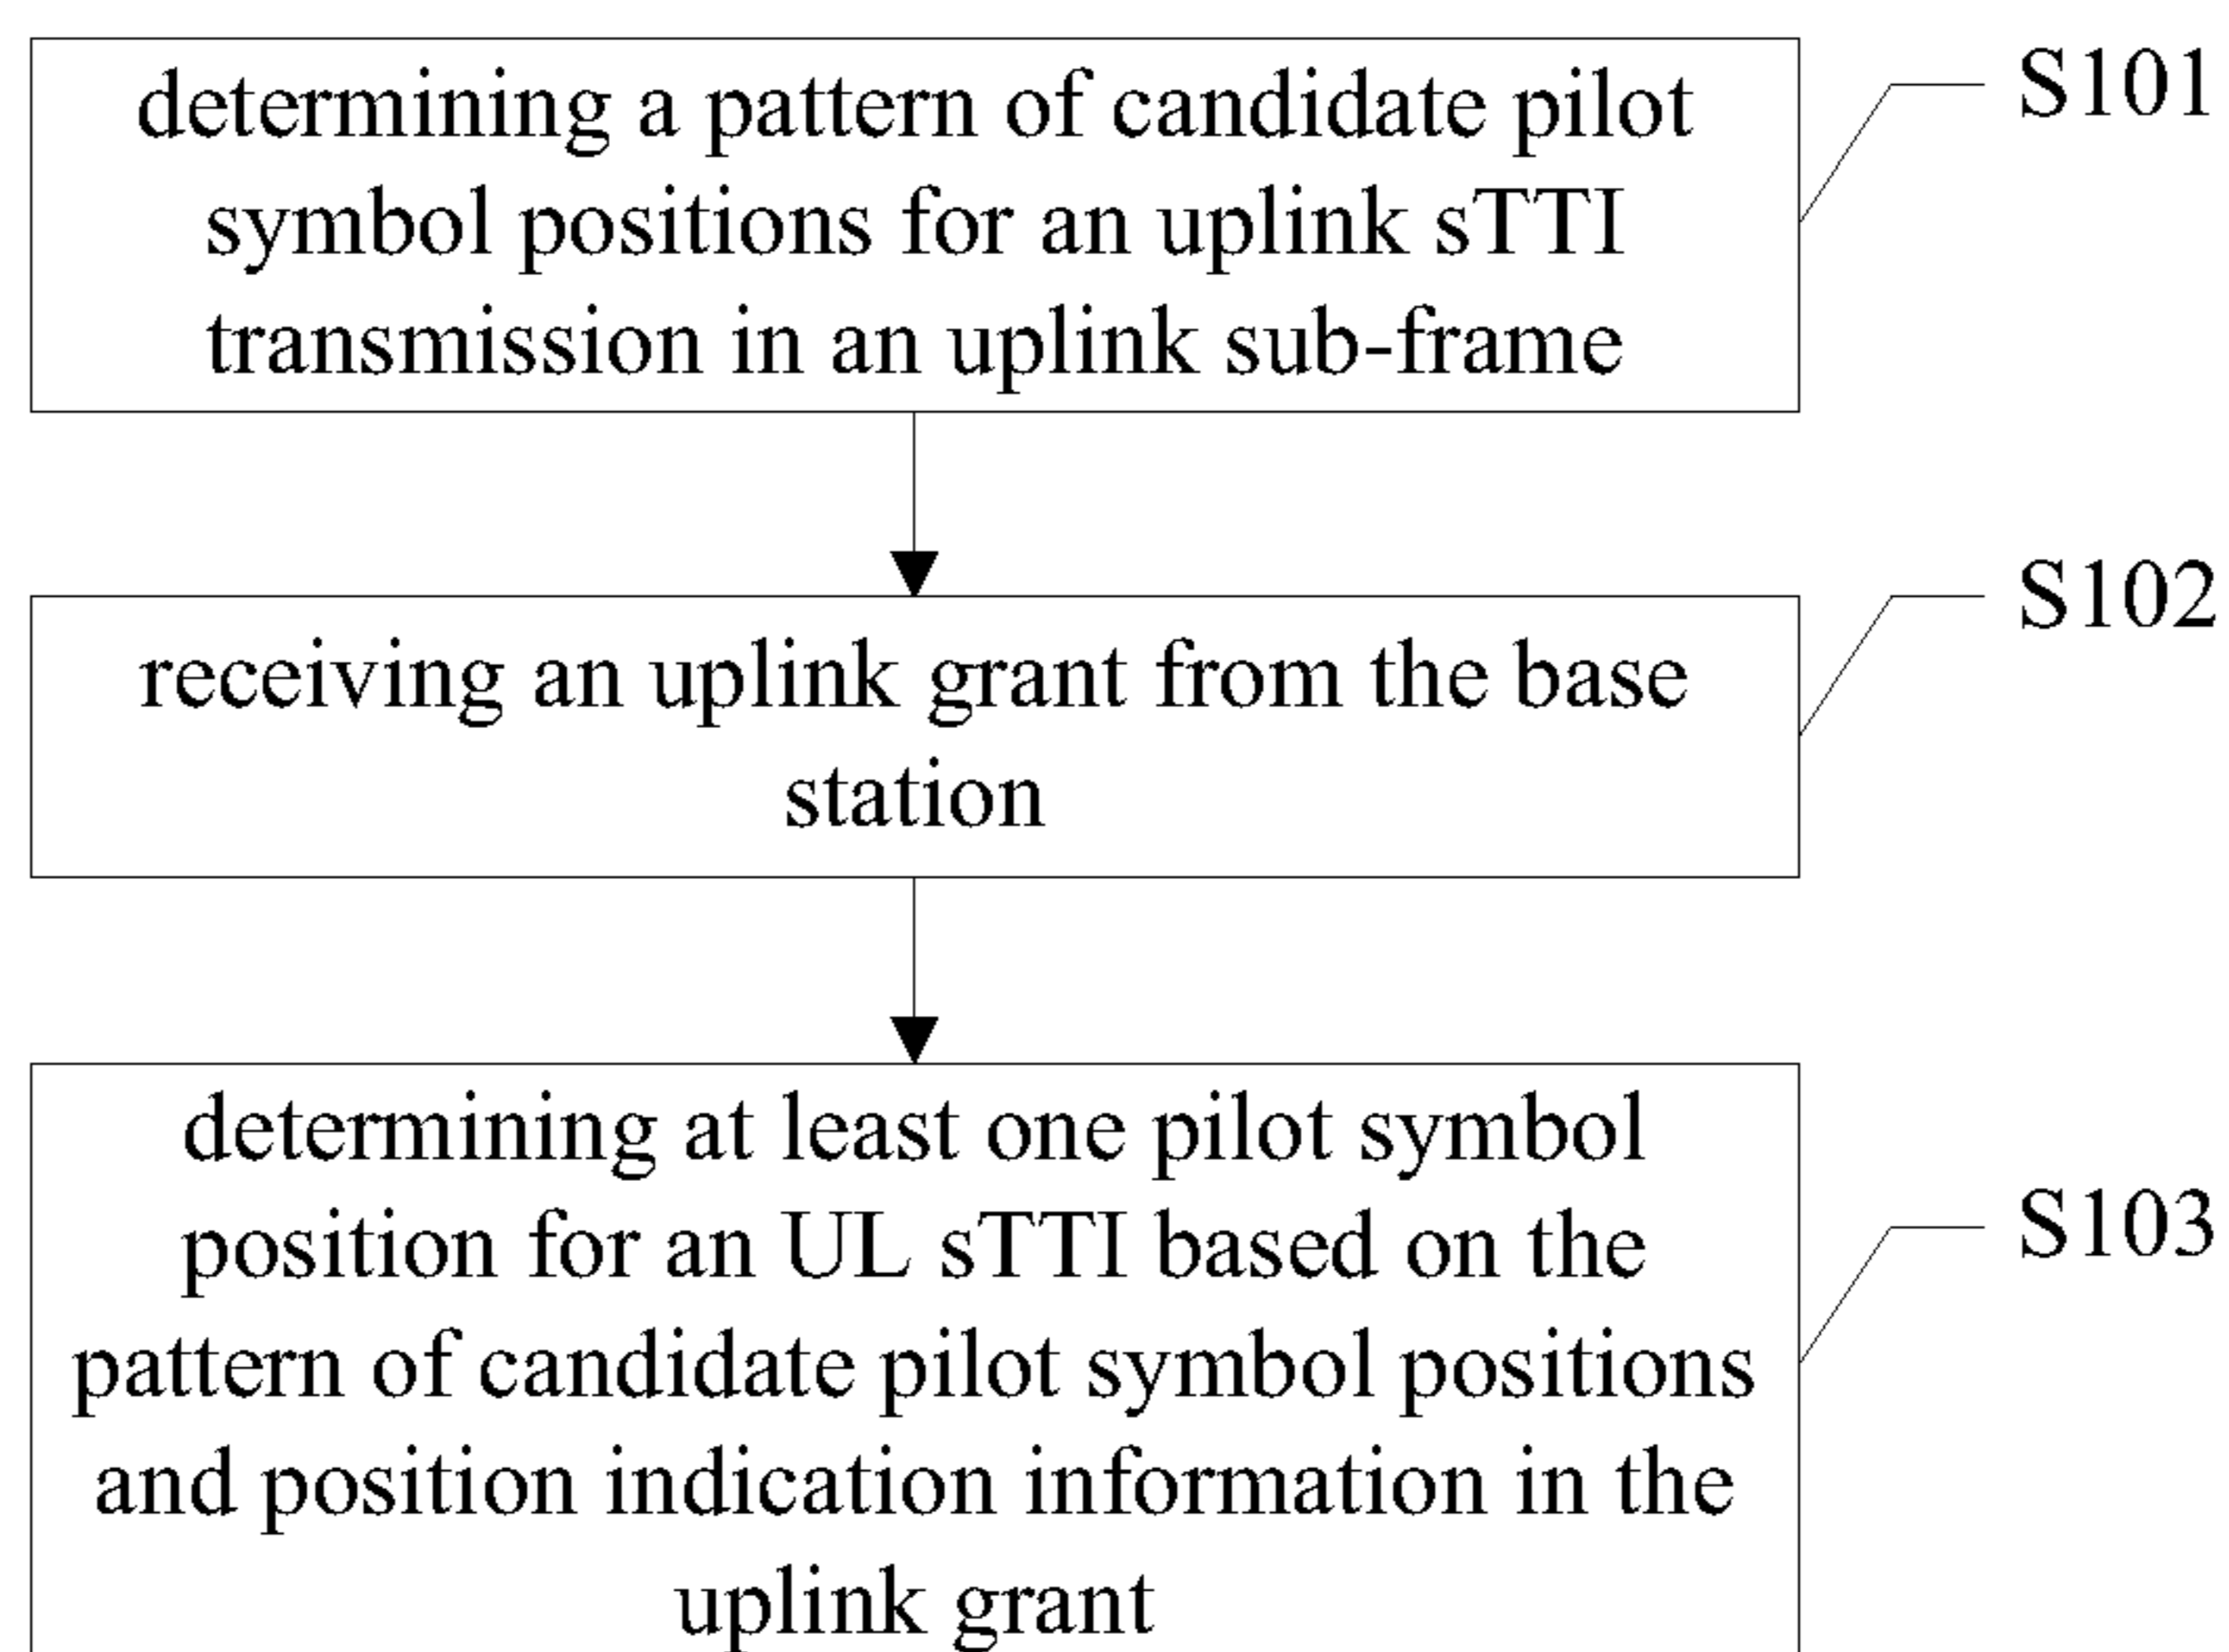 determining a pattern of candidate pilot
symbol positions for an uplink sTTI
transmission in an uplink sub-frame
S101
receiving an uplink grant from the base
station
S102
determining at least one pilot symbol
position for an UL sTTI based on the
pattern of candidate pilot symbol positions
and position indication information in the
uplink grant
S103